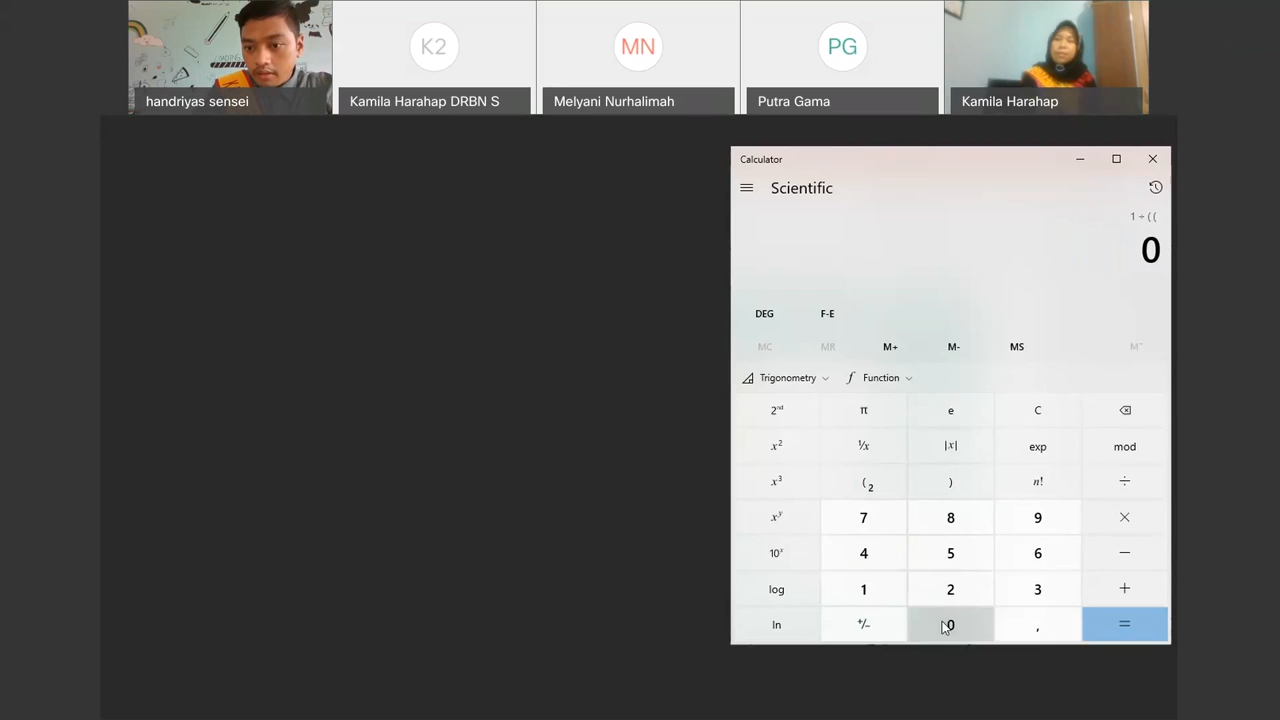 LOADING
K2
MN
PG
handriyas sensei
Kamila Harahap DRBN S
Melyani Nurhalimah
Putra Gama
Kamila Harahap
Calculator
Scientific
1 ÷ ( (
0
DEG
F-E
MC
MR
M+
M-
MS
M˅
Trigonometry
f Function
2ⁿᵈ
π
e
C
x²
¹/x
|x|
exp
mod
x³
( 2
)
n!
÷
xʸ
7
8
9
×
10ˣ
4
5
6
−
log
1
2
3
+
ln
+/−
0
,
=